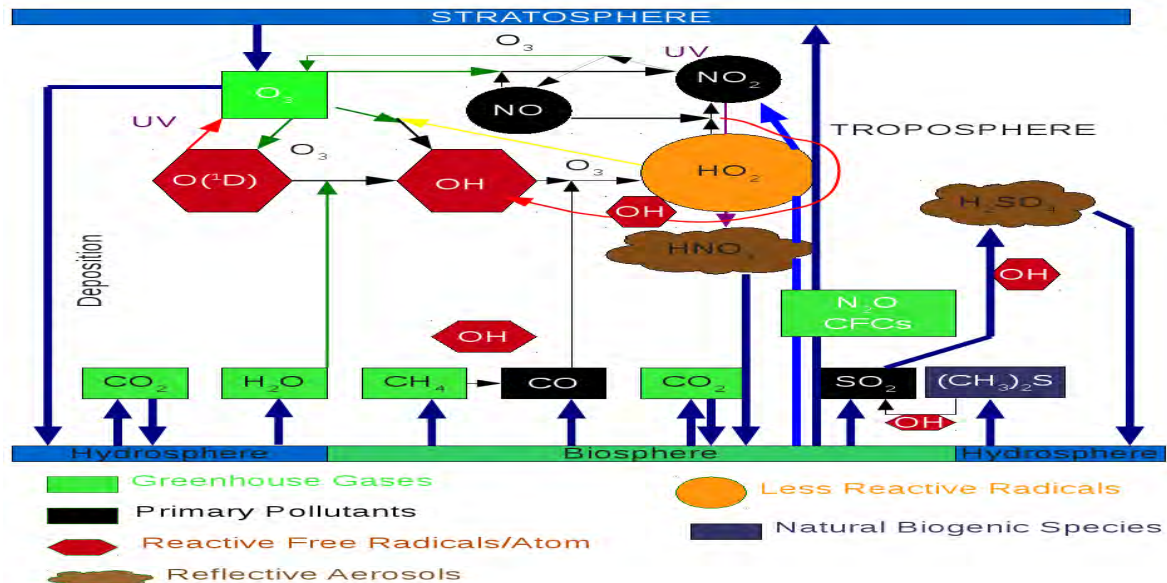 STRATOSPHERE
O₃
UV
NO₂
O₃
NO
UV
TROPOSPHERE
O₃
O₃
O(¹D)
OH
HO₂
OH
H₂SO₄
HNO₃
OH
Deposition
N₂O
CFCs
OH
CO₂
H₂O
CH₄
CO
CO₂
SO₂
(CH₃)₂S
OH
Hydrosphere
Biosphere
Hydrosphere
Greenhouse Gases
Less Reactive Radicals
Primary Pollutants
Natural Biogenic Species
Reactive Free Radicals/Atom
Reflective Aerosols